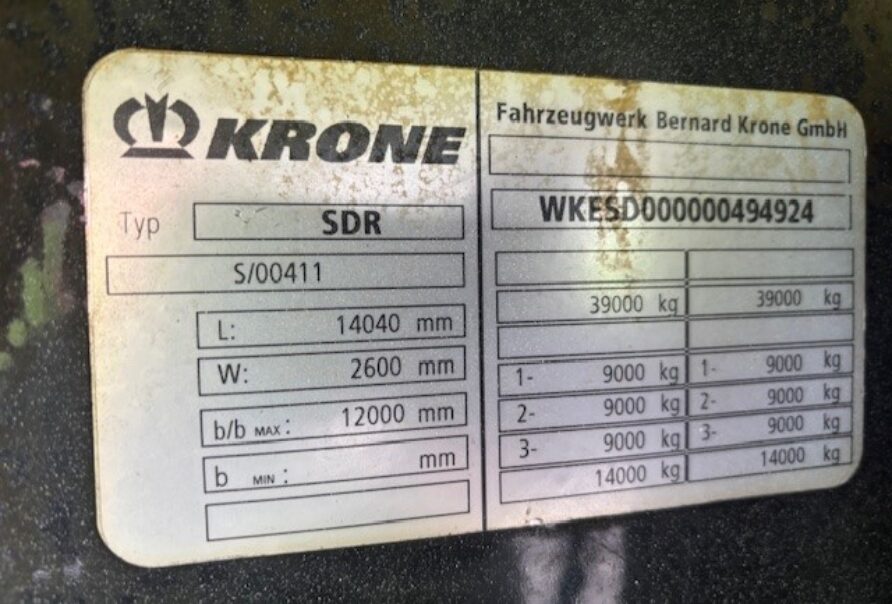 KRONE
Typ SDR
S/00411
L: 14040 mm
W: 2600 mm
b/b MAX: 12000 mm
b MIN: mm
Fahrzeugwerk Bernard Krone GmbH
WKESD000000494924
39000 kg 39000 kg
1- 9000 kg 1- 9000 kg
2- 9000 kg 2- 9000 kg
3- 9000 kg 3- 9000 kg
14000 kg 14000 kg